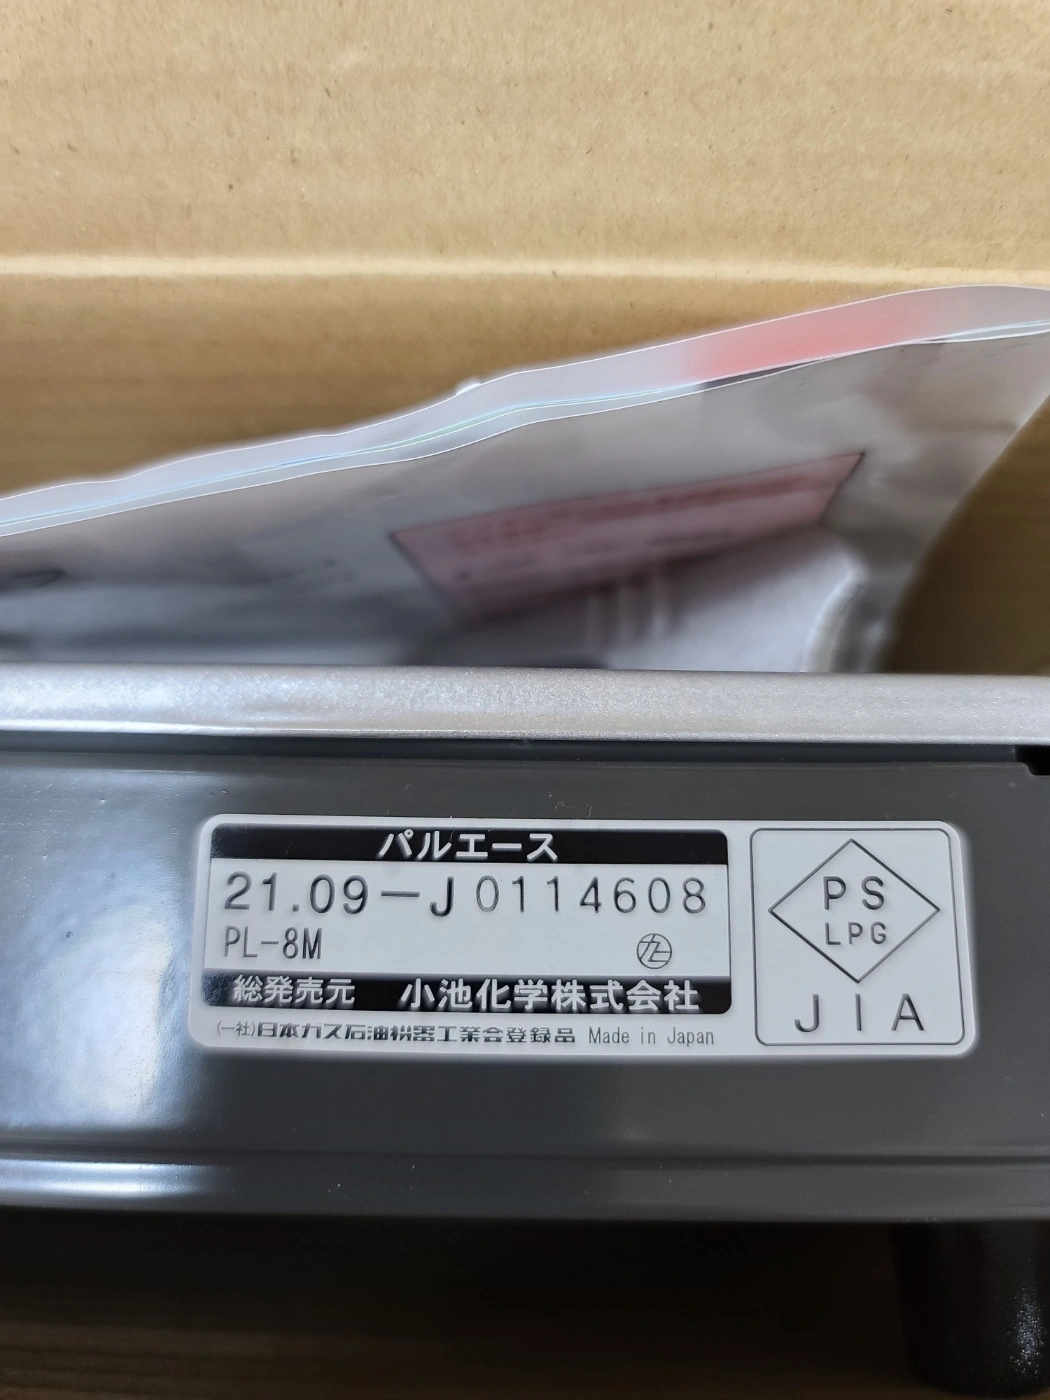 パルエース
21.09-J0114608
PL-8M
総発売元 小池化学株式会社
(一社)日本ガス石油機器工業会登録品 Made in Japan
PS
LPG
JIA